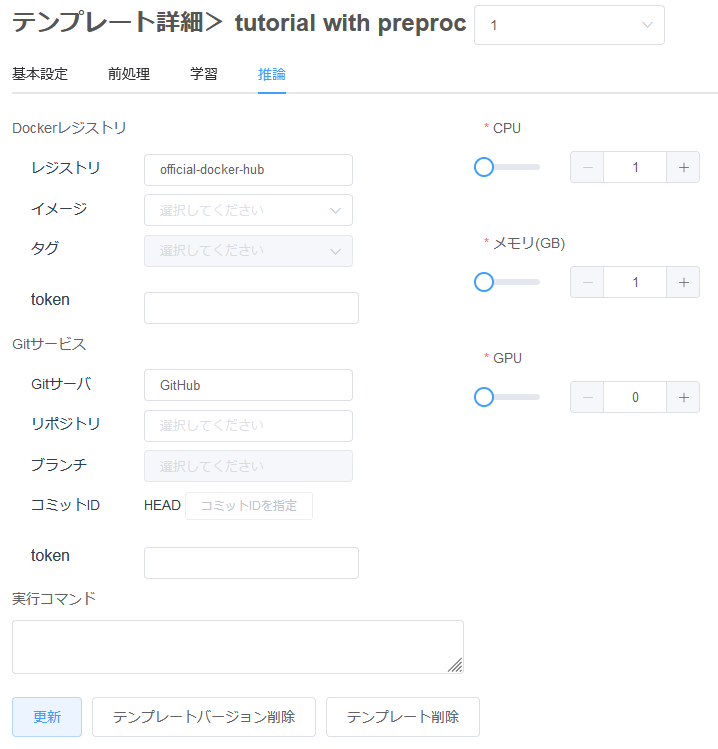 テンプレート詳細＞ tutorial with preproc 1
基本設定 前処理 学習 推論
Dockerレジストリ
レジストリ official-docker-hub
イメージ 選択してください
タグ 選択してください
token
Gitサービス
Gitサーバ GitHub
リポジトリ 選択してください
ブランチ 選択してください
コミットID HEAD コミットIDを指定
token
実行コマンド
* CPU
1
* メモリ(GB)
1
* GPU
0
更新 テンプレートバージョン削除 テンプレート削除